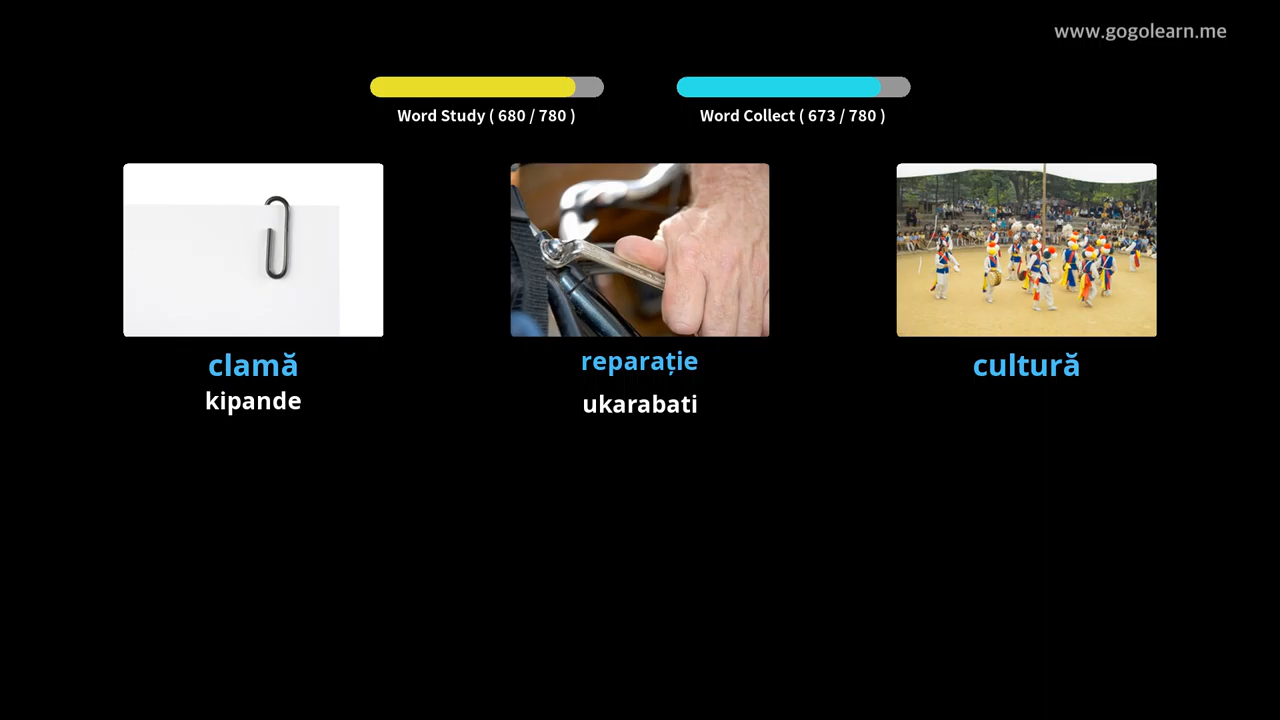 www.gogolearn.me
Word Study ( 680 / 780 )
Word Collect ( 673 / 780 )
clamă
kipande
reparație
ukarabati
cultură